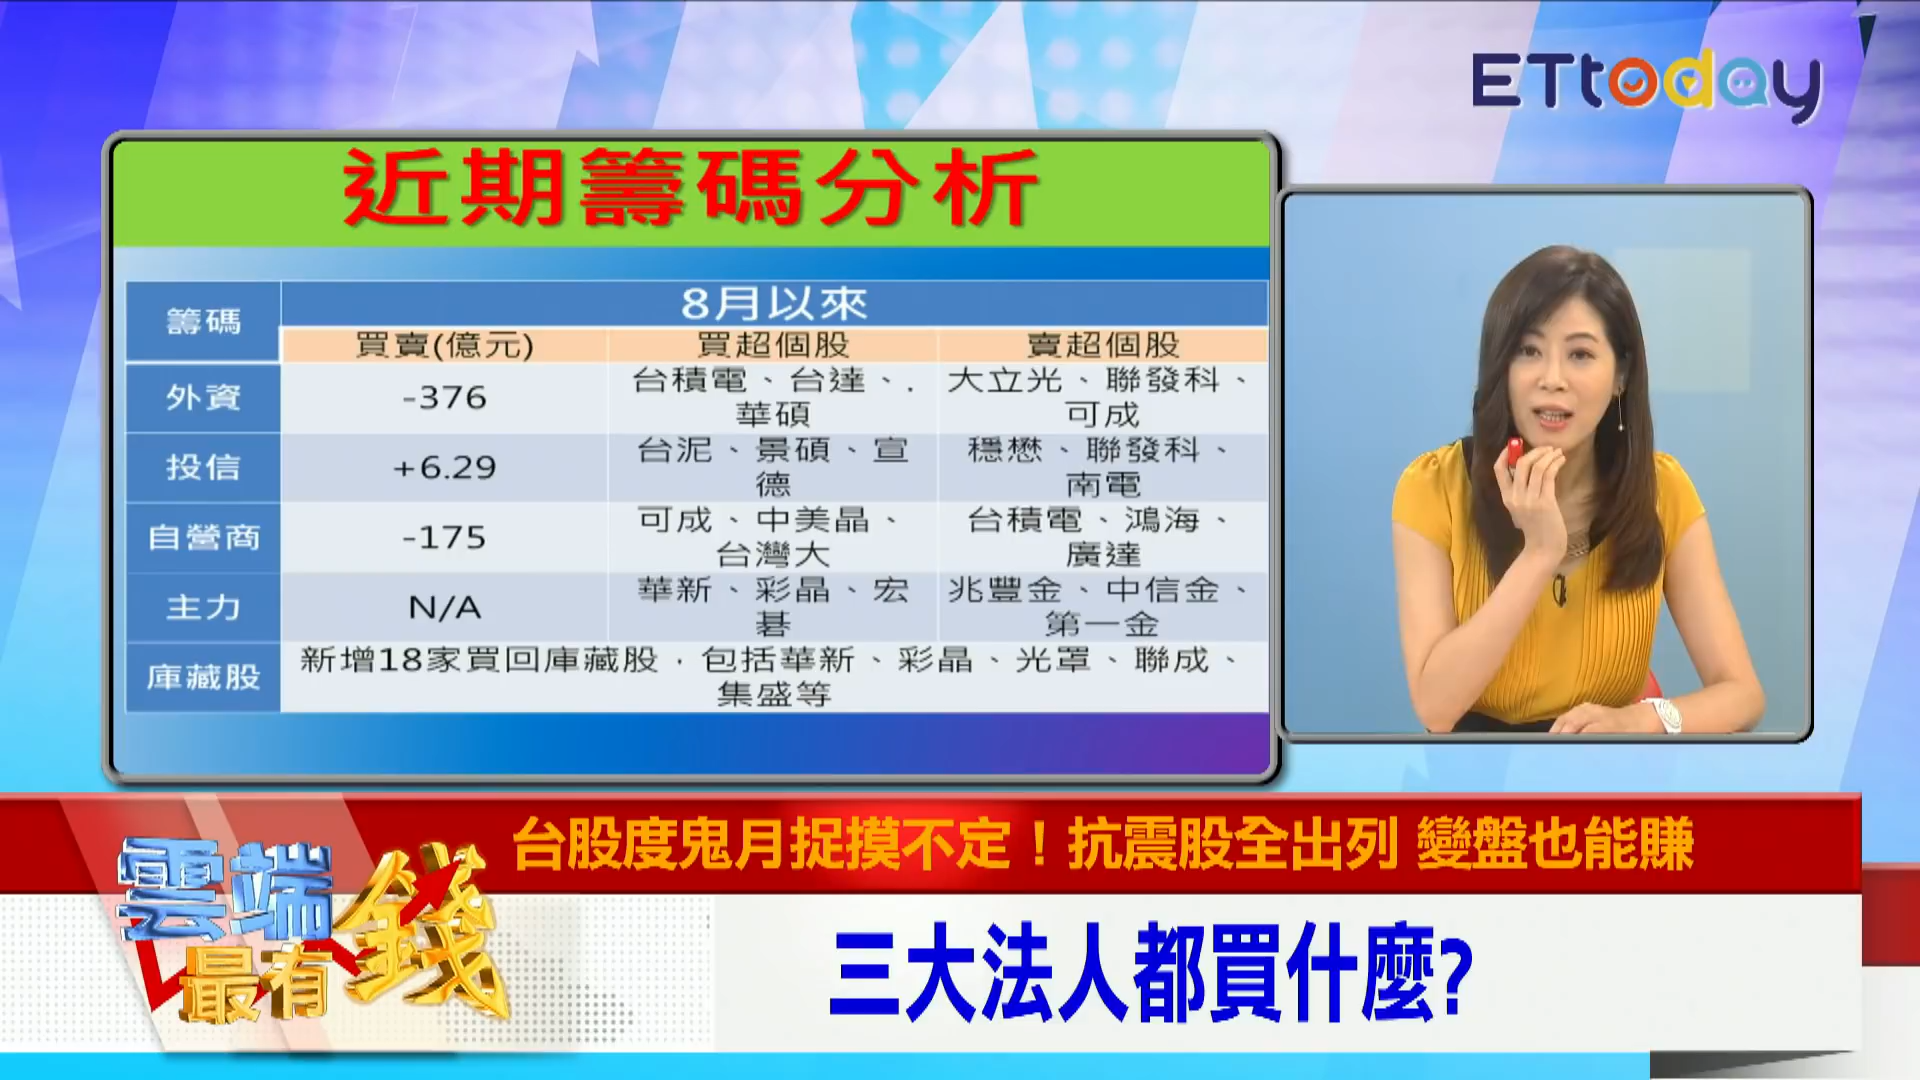 ETtoday
近期籌碼分析
籌碼
8月以來
買賣(億元)
買超個股
賣超個股
外資
-376
台積電、台達、.
華碩
大立光、聯發科、
可成
投信
+6.29
台泥、景碩、宣
德
穩懋、聯發科、
南電
自營商
-175
可成、中美晶、
台灣大
台積電、鴻海、
廣達
主力
N/A
華新、彩晶、宏
碁
兆豐金、中信金、
第一金
庫藏股
新增18家買回庫藏股，包括華新、彩晶、光罩、聯成、
集盛等
台股度鬼月捉摸不定！抗震股全出列 變盤也能賺
雲端
最有錢
三大法人都買什麼?